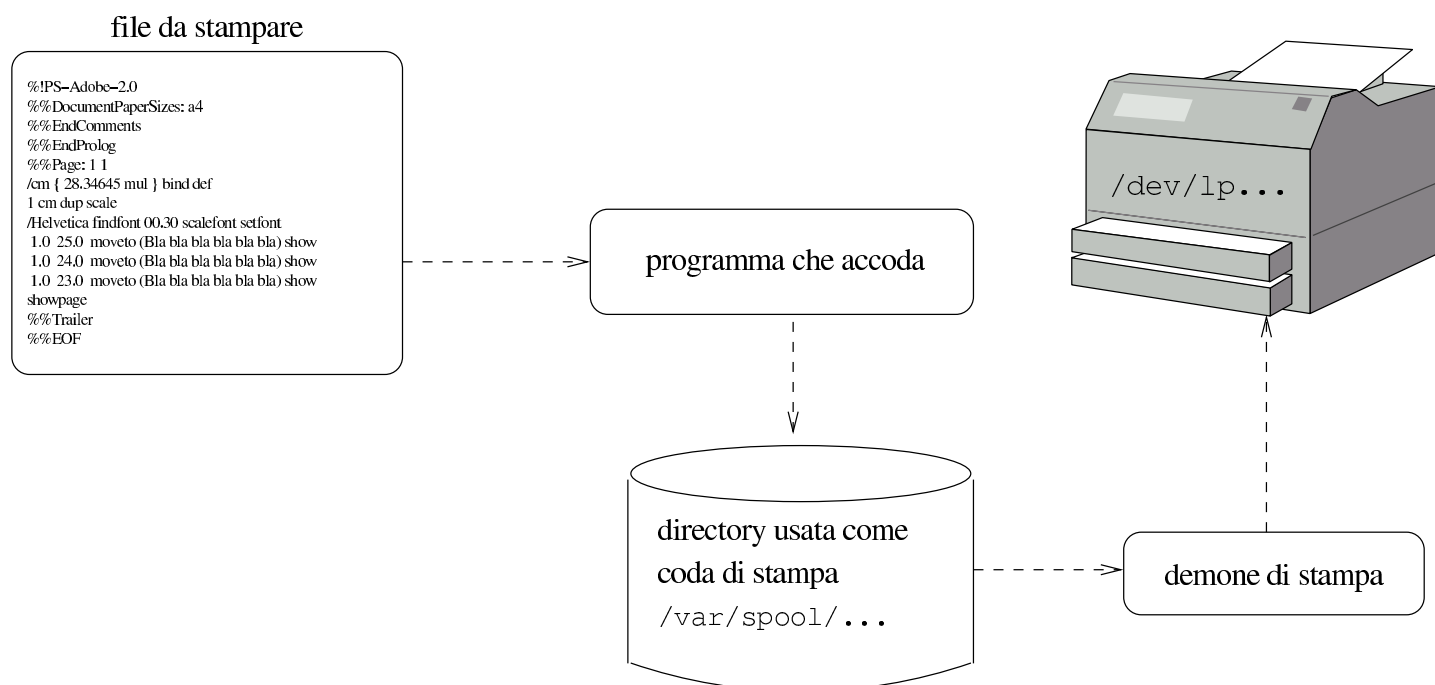 file da stampare
%!PS–Adobe–2.0
%%DocumentPaperSizes: a4
%%EndComments
%%EndProlog
%%Page: 1 1
/cm { 28.34645 mul } bind def
1 cm dup scale
/Helvetica findfont 00.30 scalefont setfont
1.0 25.0 moveto (Bla bla bla bla bla bla) show
1.0 24.0 moveto (Bla bla bla bla bla bla) show
1.0 23.0 moveto (Bla bla bla bla bla bla) show
showpage
%%Trailer
%%EOF
programma che accoda
directory usata come
coda di stampa
/var/spool/...
demone di stampa
/dev/lp...